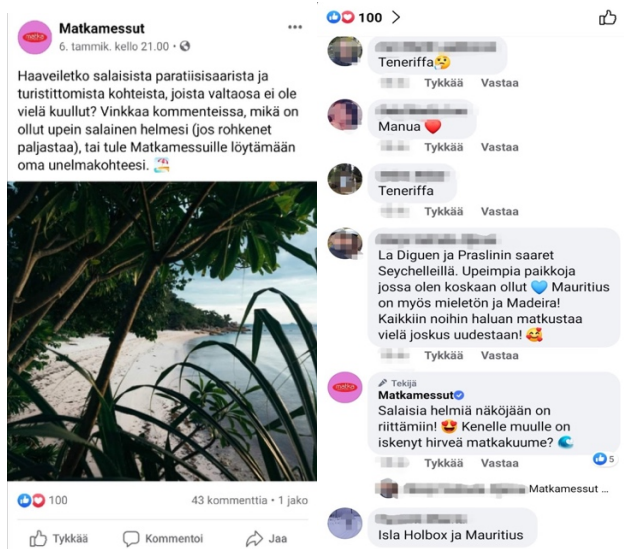 matka
Matkamessut
6. tammik. kello 21.00 ·
Haaveiletko salaisista paratiisisaarista ja
turistittomista kohteista, joista valtaosa ei ole
vielä kuullut? Vinkkaa kommenteissa, mikä on
ollut upein salainen helmesi (jos rohkenet
paljastaa), tai tule Matkamessuille löytämään
oma unelmakohteesi. 🏖️
100
43 kommenttia • 1 jako
Tykkää Kommentoi Jaa
100 >
Teneriffa🤔
Tykkää Vastaa
Manua ❤️
Tykkää Vastaa
Teneriffa
Tykkää Vastaa
La Diguen ja Praslinin saaret
Seychelleillä. Upeimpia paikkoja
jossa olen koskaan ollut 💙 Mauritius
on myös mieletön ja Madeira!
Kaikkiin noihin haluan matkustaa
vielä joskus uudestaan! 🥰
Tykkää Vastaa
matka
Tekijä
Matkamessut
Salaisia helmiä näköjään on
riittämiin! 🤩 Kenelle muulle on
iskenyt hirveä matkakuume? 🌊
Tykkää Vastaa
5
Matkamessut ...
Isla Holbox ja Mauritius